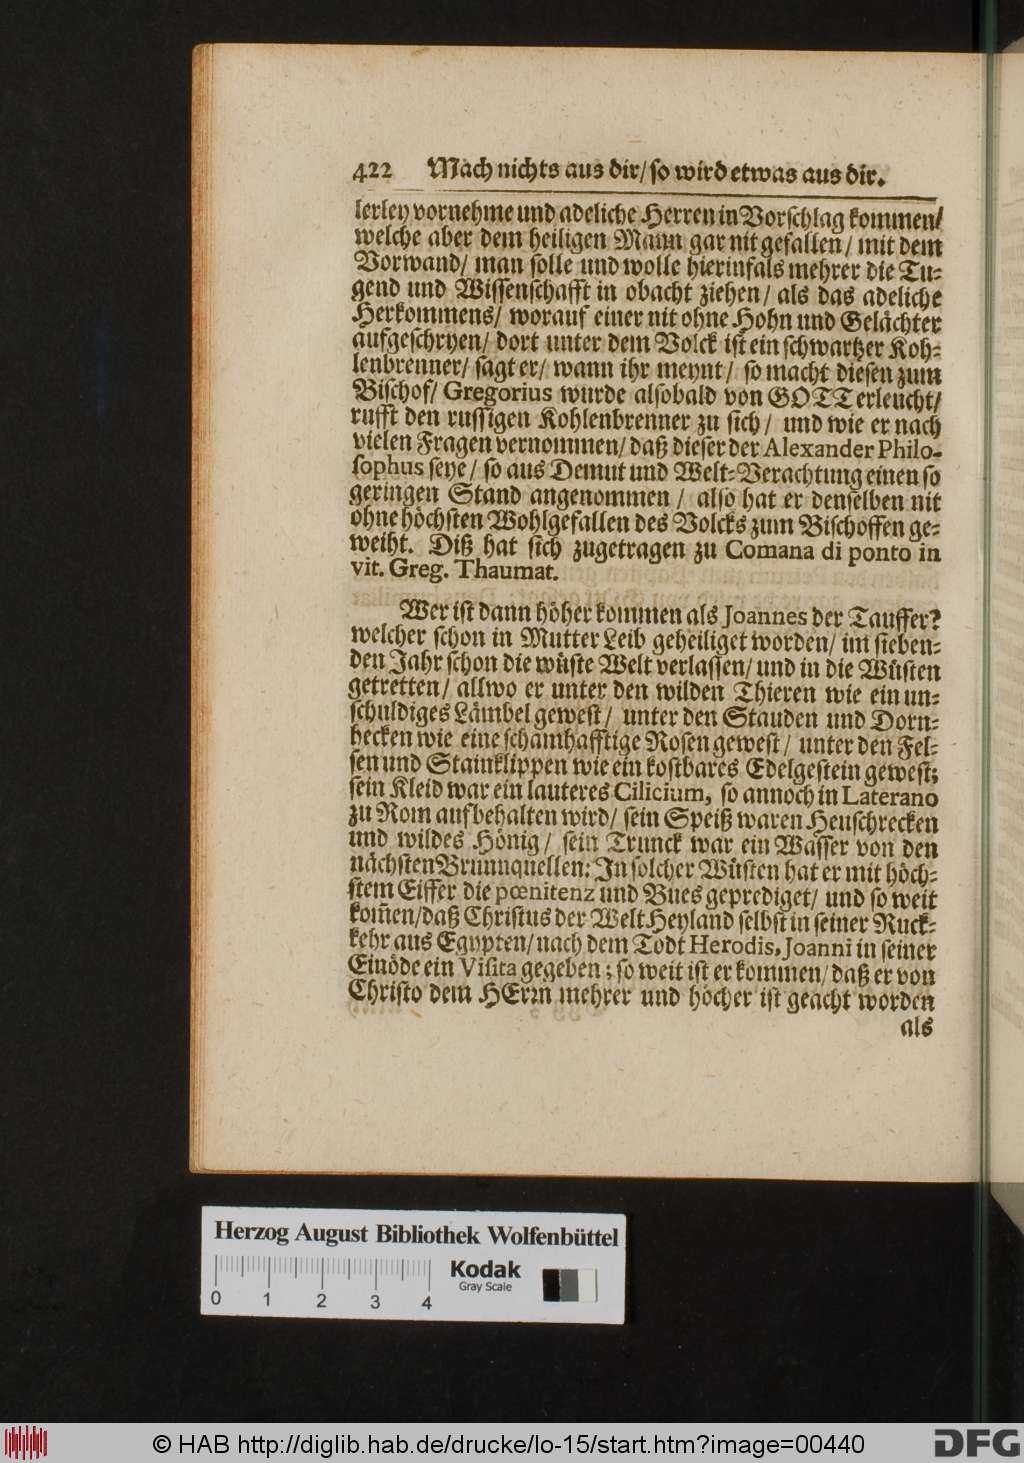 422 Mach nichts aus dir/ so wird etwas aus dir.
lerley vornehme und adeliche Herren in Vorschlag kommen/
welche aber dem heiligen Mann gar nit gefallen/ mit dem
Vorwand/ man solle und wolle hierinfals mehrer die Tu-
gend und Wissenschafft in obacht ziehen/ als das adeliche
Herkommens/ worauf einer nit ohne Hohn und Gelächter
aufgeschryen/ dort unter dem Volck ist ein schwartzer Koh-
lenbrenner/ sagt er/ wann ihr meynt/ so macht diesen zum
Bischof/ Gregorius wurde alsobald von GOTT erleucht/
rufft den russigen Kohlenbrenner zu sich/ und wie er nach
vielen Fragen vernommen/ daß dieser der Alexander Philo-
sophus seye/ so aus Demut und Welt-Verachtung einen so
geringen Stand angenommen/ also hat er denselben nit
ohne höchsten Wohlgefallen des Volcks zum Bischoffen ge-
weiht. Diß hat sich zugetragen zu Comana di ponto in
vit. Greg. Thaumat.
Wer ist dann höher kommen als Joannes der Tauffer?
welcher schon in Mutter Leib geheiliget worden/ im sieben-
den Jahr schon die wüste Welt verlassen/ und in die Wüsten
getretten/ allwo er unter den wilden Thieren wie ein un-
schuldiges Lämbel gewest/ unter den Stauden und Dorn-
hecken wie eine schamhafftige Rosen gewest/ unter den Fel-
sen und Stainklippen wie ein kostbares Edelgestein gewest;
sein Kleid war ein lauteres Cilicium, so annoch in Laterano
zu Rom aufbehalten wird/ sein Speiß waren Heuschrecken
und wildes Hönig/ sein Trunck war ein Wasser von den
nächsten Brunnquellen: In solcher Wüsten hat er mit höch-
stem Eiffer die pœnitenz und Bues geprediget/ und so weit
kom̃en/ daß Christus der Welt Heyland selbst in seiner Ruck-
kehr aus Egypten/ nach dem Todt Herodis, Joanni in seiner
Einöde ein Visita gegeben; so weit ist er kommen/ daß er von
Christo dem HErrn mehrer und höcher ist geacht worden
als
Herzog August Bibliothek Wolfenbüttel
Kodak
Gray Scale
0 1 2 3 4
© HAB http://diglib.hab.de/drucke/lo-15/start.htm?image=00440
DFG